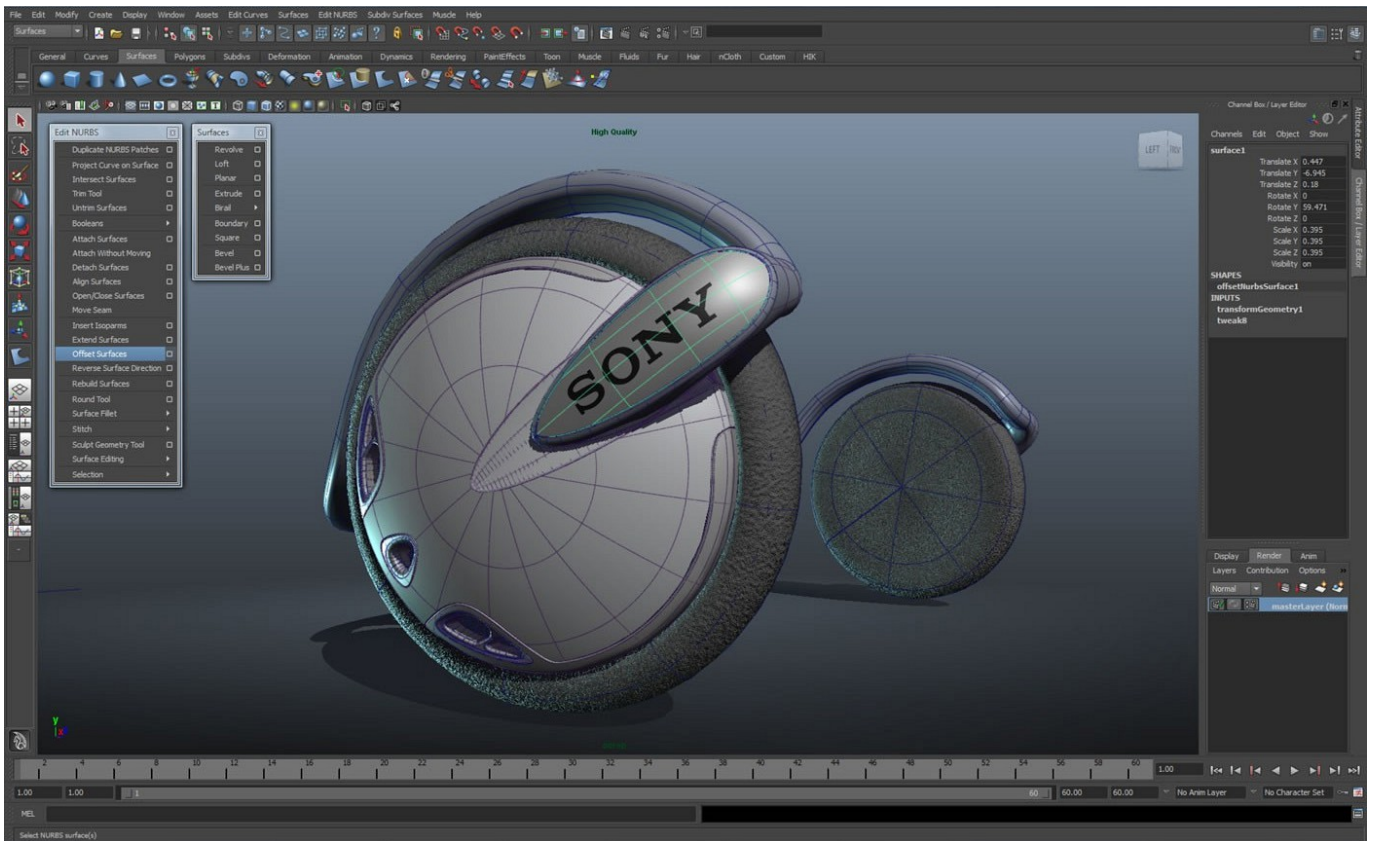 File Edit Modify Create Display Window Assets Edit Curves Surfaces Edit NURBS Subdiv Surfaces Muscle Help
Surfaces
General Curves Surfaces Polygons Subdivs Deformation Animation Dynamics Rendering PaintEffects Toon Muscle Fluids Fur Hair nCloth Custom HIK
Edit NURBS
Duplicate NURBS Patches
Project Curve on Surface
Intersect Surfaces
Trim Tool
Untrim Surfaces
Booleans
Attach Surfaces
Attach Without Moving
Detach Surfaces
Align Surfaces
Open/Close Surfaces
Move Seam
Insert Isoparms
Extend Surfaces
Offset Surfaces
Reverse Surface Direction
Rebuild Surfaces
Round Tool
Surface Fillet
Stitch
Sculpt Geometry Tool
Surface Editing
Selection
Surfaces
Revolve
Loft
Planar
Extrude
Birail
Boundary
Square
Bevel
Bevel Plus
High Quality
LEFT
SONY
y
x
Channel Box / Layer Editor
Channels Edit Object Show
surface1
Translate X 0.447
Translate Y -6.945
Translate Z 0.18
Rotate X 0
Rotate Y 59.471
Rotate Z 0
Scale X 0.395
Scale Y 0.395
Scale Z 0.395
Visibility on
SHAPES
offsetNurbsSurface1
INPUTS
transformGeometry1
tweak8
Attribute Editor
Channel Box / Layer Editor
Display Render Anim
Layers Contribution Options
Normal
masterLayer (Norm
2 4 6 8 10 12 14 16 18 20 22 24 26 28 30 32 34 36 38 40 42 44 46 48 50 52 54 56 58 60 1.00
1.00 1.00 1 60 60.00 60.00 No Anim Layer No Character Set
MEL
Select NURBS surface(s)